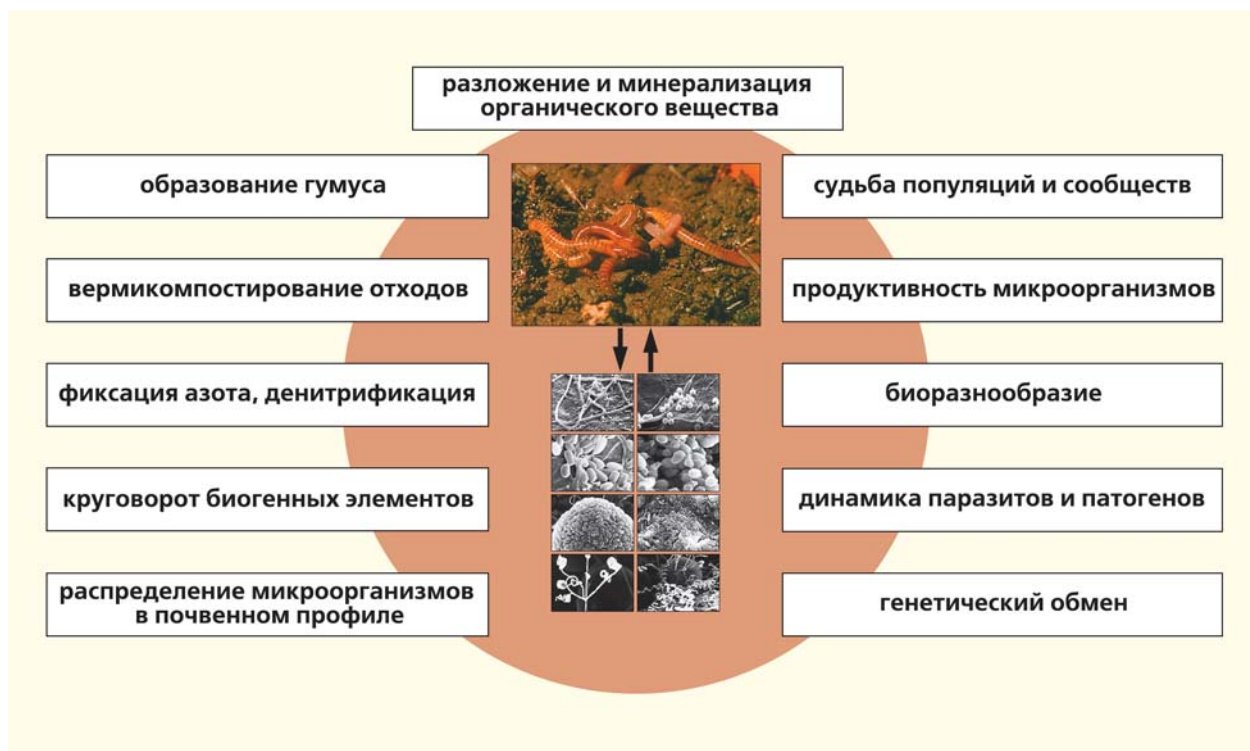 разложение и минерализация
органического вещества
образование гумуса
вермикомпостирование отходов
фиксация азота, денитрификация
круговорот биогенных элементов
распределение микроорганизмов
в почвенном профиле
судьба популяций и сообществ
продуктивность микроорганизмов
биоразнообразие
динамика паразитов и патогенов
генетический обмен